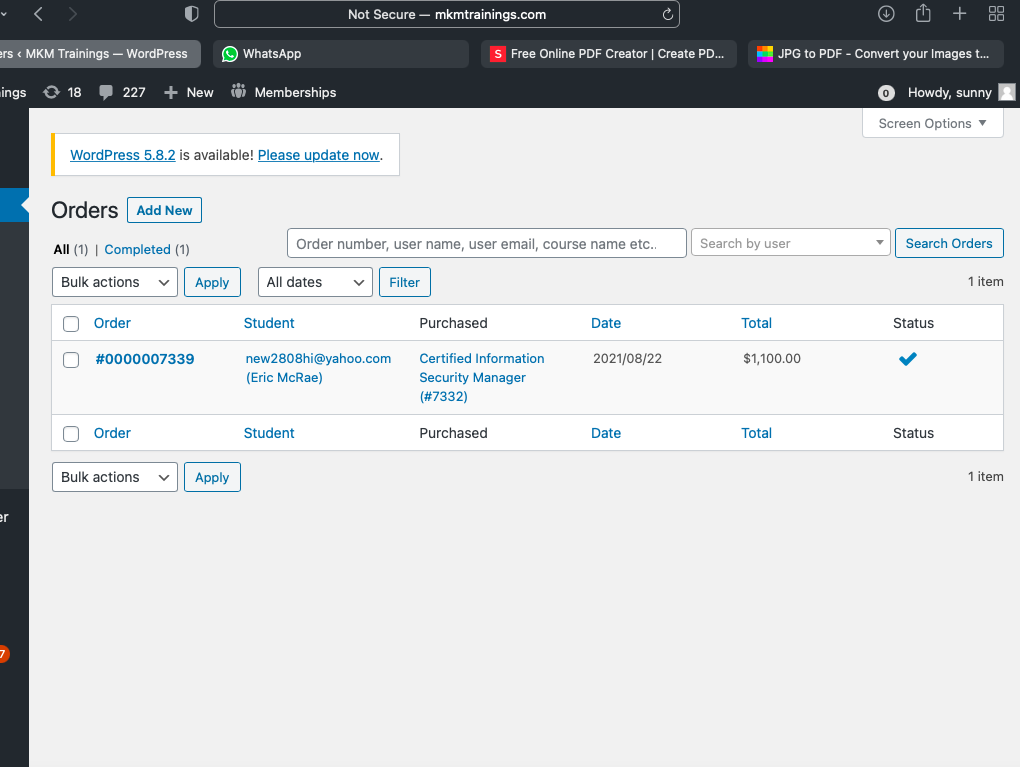 Not Secure — mkmtrainings.com
ers ‹ MKM Trainings — WordPress
WhatsApp
S Free Online PDF Creator | Create PD...
JPG to PDF - Convert your Images t...
ings 18 227 New Memberships 0 Howdy, sunny
Screen Options
WordPress 5.8.2 is available! Please update now.
Orders Add New
All (1) | Completed (1)
Order number, user name, user email, course name etc..
Search by user
Search Orders
Bulk actions Apply All dates Filter 1 item
Order Student Purchased Date Total Status
#0000007339 new2808hi@yahoo.com Certified Information 2021/08/22 $1,100.00
(Eric McRae) Security Manager
(#7332)
Order Student Purchased Date Total Status
Bulk actions Apply 1 item
er
7